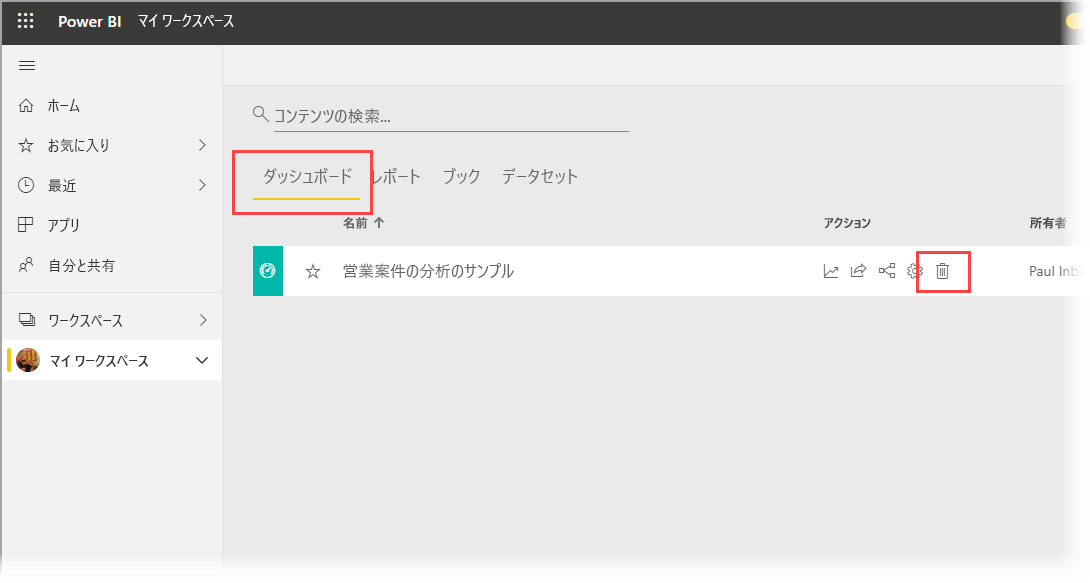 Power BI マイ ワークスペース
ホーム
お気に入り
最近
アプリ
自分と共有
ワークスペース
マイ ワークスペース
コンテンツの検索...
ダッシュボード レポート ブック データセット
名前 アクション 所有者
営業案件の分析のサンプル Paul